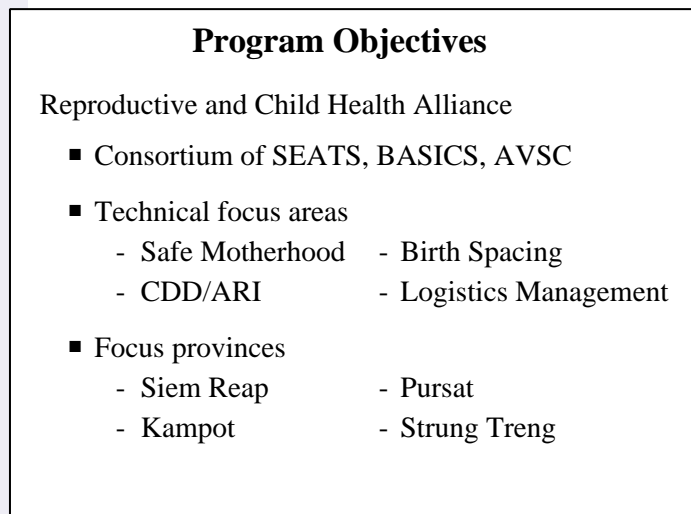 Program Objectives
Reproductive and Child Health Alliance
■ Consortium of SEATS, BASICS, AVSC
■ Technical focus areas
- Safe Motherhood - Birth Spacing
- CDD/ARI - Logistics Management
■ Focus provinces
- Siem Reap - Pursat
- Kampot - Strung Treng